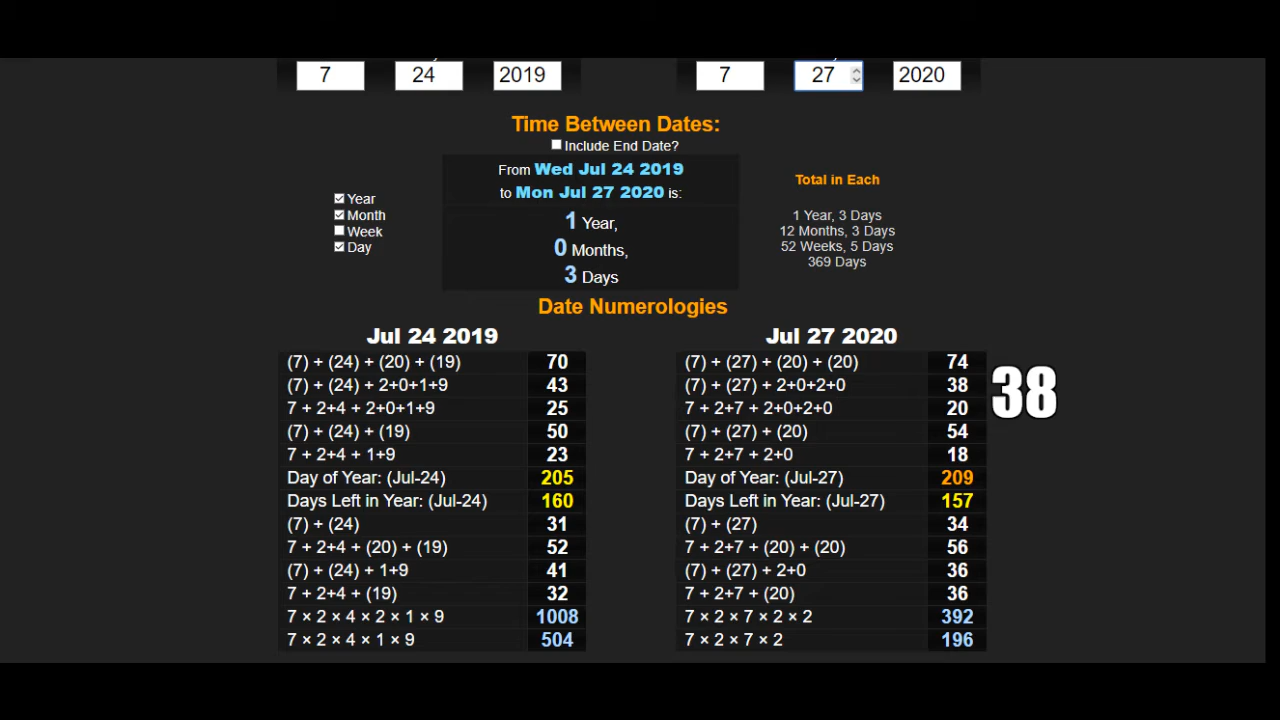 7 24 2019 7 27 2020
Time Between Dates:
Include End Date?
From Wed Jul 24 2019
to Mon Jul 27 2020 is:
1 Year,
0 Months,
3 Days
Year
Month
Week
Day
Total in Each
1 Year, 3 Days
12 Months, 3 Days
52 Weeks, 5 Days
369 Days
Date Numerologies
Jul 24 2019
(7) + (24) + (20) + (19) 70
(7) + (24) + 2+0+1+9 43
7 + 2+4 + 2+0+1+9 25
(7) + (24) + (19) 50
7 + 2+4 + 1+9 23
Day of Year: (Jul-24) 205
Days Left in Year: (Jul-24) 160
(7) + (24) 31
7 + 2+4 + (20) + (19) 52
(7) + (24) + 1+9 41
7 + 2+4 + (19) 32
7 × 2 × 4 × 2 × 1 × 9 1008
7 × 2 × 4 × 1 × 9 504
Jul 27 2020
(7) + (27) + (20) + (20) 74
(7) + (27) + 2+0+2+0 38
7 + 2+7 + 2+0+2+0 20
(7) + (27) + (20) 54
7 + 2+7 + 2+0 18
Day of Year: (Jul-27) 209
Days Left in Year: (Jul-27) 157
(7) + (27) 34
7 + 2+7 + (20) + (20) 56
(7) + (27) + 2+0 36
7 + 2+7 + (20) 36
7 × 2 × 7 × 2 × 2 392
7 × 2 × 7 × 2 196
38